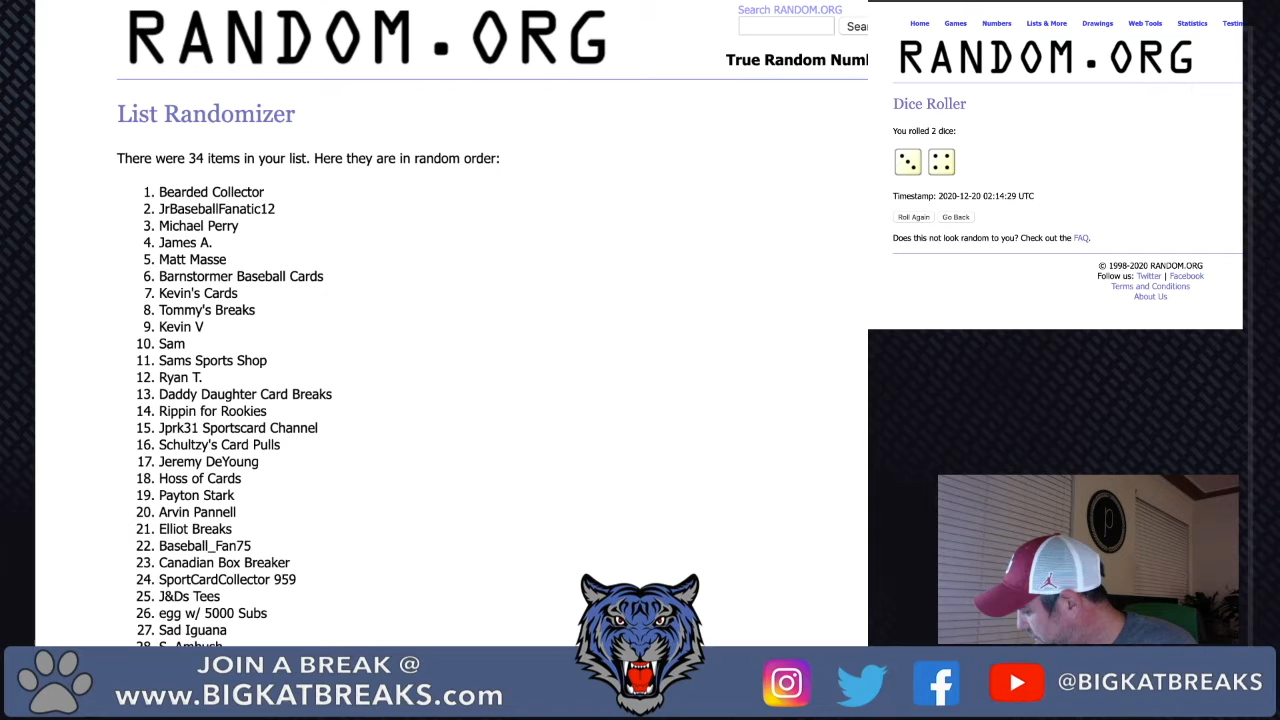 RANDOM.ORG
Search RANDOM.ORG
True Random Num
List Randomizer
There were 34 items in your list. Here they are in random order:
1. Bearded Collector
2. JrBaseballFanatic12
3. Michael Perry
4. James A.
5. Matt Masse
6. Barnstormer Baseball Cards
7. Kevin's Cards
8. Tommy's Breaks
9. Kevin V
10. Sam
11. Sams Sports Shop
12. Ryan T.
13. Daddy Daughter Card Breaks
14. Rippin for Rookies
15. Jprk31 Sportscard Channel
16. Schultzy's Card Pulls
17. Jeremy DeYoung
18. Hoss of Cards
19. Payton Stark
20. Arvin Pannell
21. Elliot Breaks
22. Baseball_Fan75
23. Canadian Box Breaker
24. SportCardCollector 959
25. J&Ds Tees
26. egg w/ 5000 Subs
27. Sad Iguana
28. S. Ambush
Home Games Numbers Lists & More Drawings Web Tools Statistics Testin
RANDOM.ORG
Dice Roller
You rolled 2 dice:
Timestamp: 2020-12-20 02:14:29 UTC
Roll Again Go Back
Does this not look random to you? Check out the FAQ.
© 1998-2020 RANDOM.ORG
Follow us: Twitter | Facebook
Terms and Conditions
About Us
JOIN A BREAK @
www.BIGKATBREAKS.com
@BIGKATBREAKS